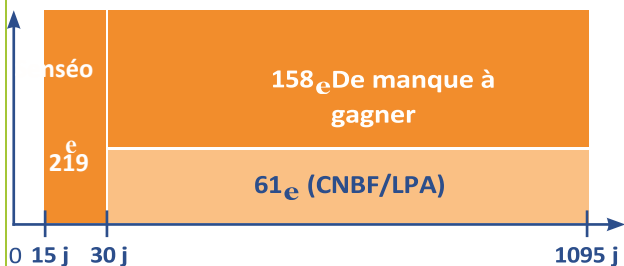 nséo
158e De manque à
gagner
e
219
61e (CNBF/LPA)
0 15 j 30 j 1095 j